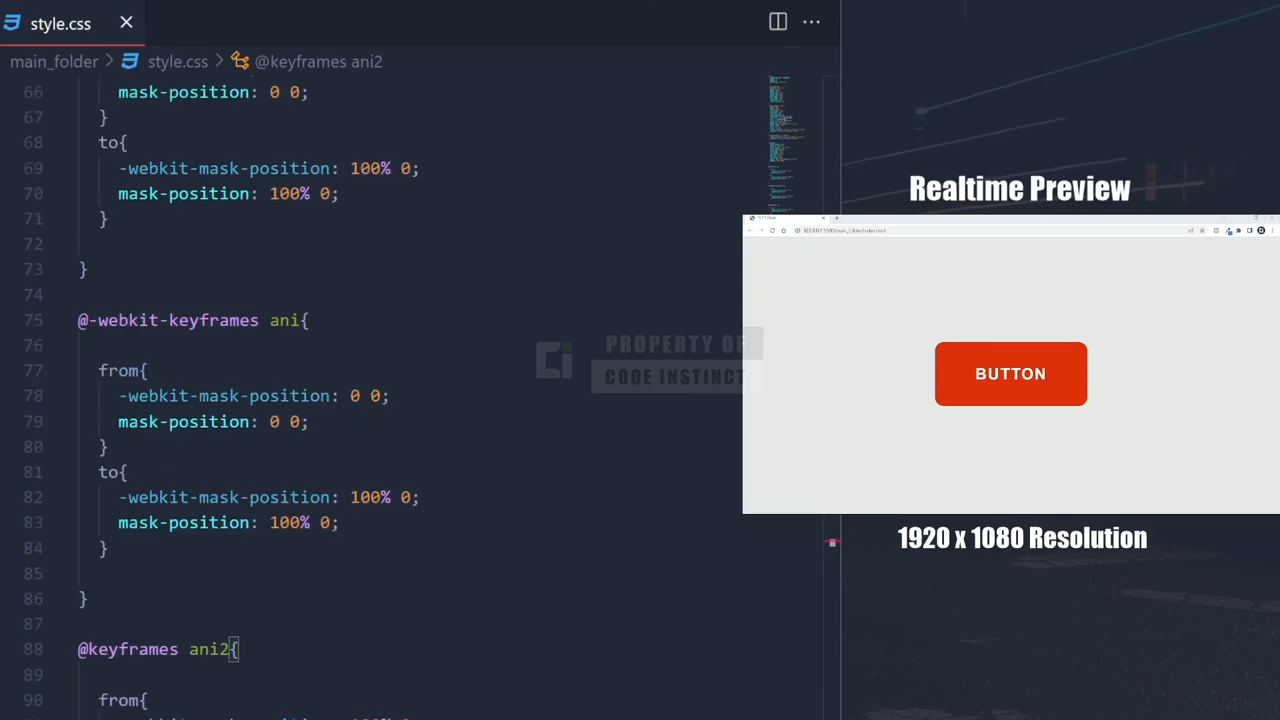 style.css
main_folder > style.css > @keyframes ani2
66 mask-position: 0 0;
67 }
68 to{
69 -webkit-mask-position: 100% 0;
70 mask-position: 100% 0;
71 }
72
73 }
74
75 @-webkit-keyframes ani{
76
77 from{
78 -webkit-mask-position: 0 0;
79 mask-position: 0 0;
80 }
81 to{
82 -webkit-mask-position: 100% 0;
83 mask-position: 100% 0;
84 }
85
86 }
87
88 @keyframes ani2{
89
90 from{
Realtime Preview
BUTTON
1920 x 1080 Resolution
PROPERTY OF
CODE INSTINCT